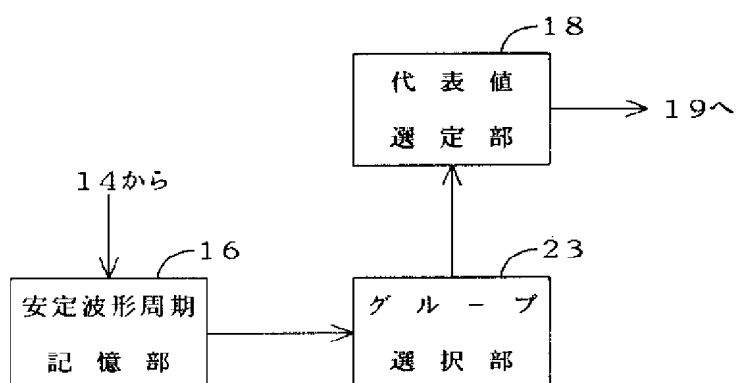 18
代表値
選定部
19へ
14から
16
安定波形周期
記憶部
23
グループ
選択部